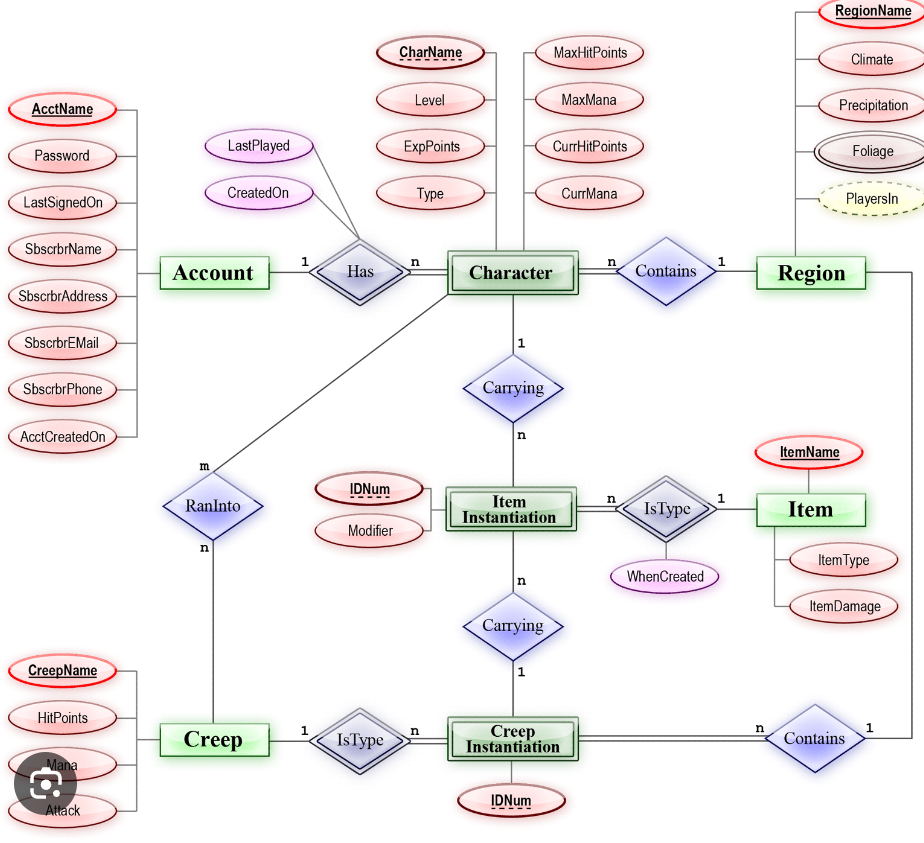 RegionName
CharName
MaxHitPoints
Climate
Level
MaxMana
AcctName
Precipitation
LastPlayed
ExpPoints
CurrHitPoints
Password
Foliage
CreatedOn
Type
CurrMana
LastSignedOn
PlayersIn
SbscrbrName
Account
1
Has
n
Character
n
Contains
1
Region
SbscrbrAddress
SbscrbrEMail
1
SbscrbrPhone
Carrying
AcctCreatedOn
n
ItemName
m
IDNum
RanInto
Item
Instantiation
n
IsType
1
Item
Modifier
n
ItemType
WhenCreated
n
ItemDamage
Carrying
CreepName
1
HitPoints
Creep
1
IsType
n
Creep
Instantiation
n
Contains
1
Mana
IDNum
Attack